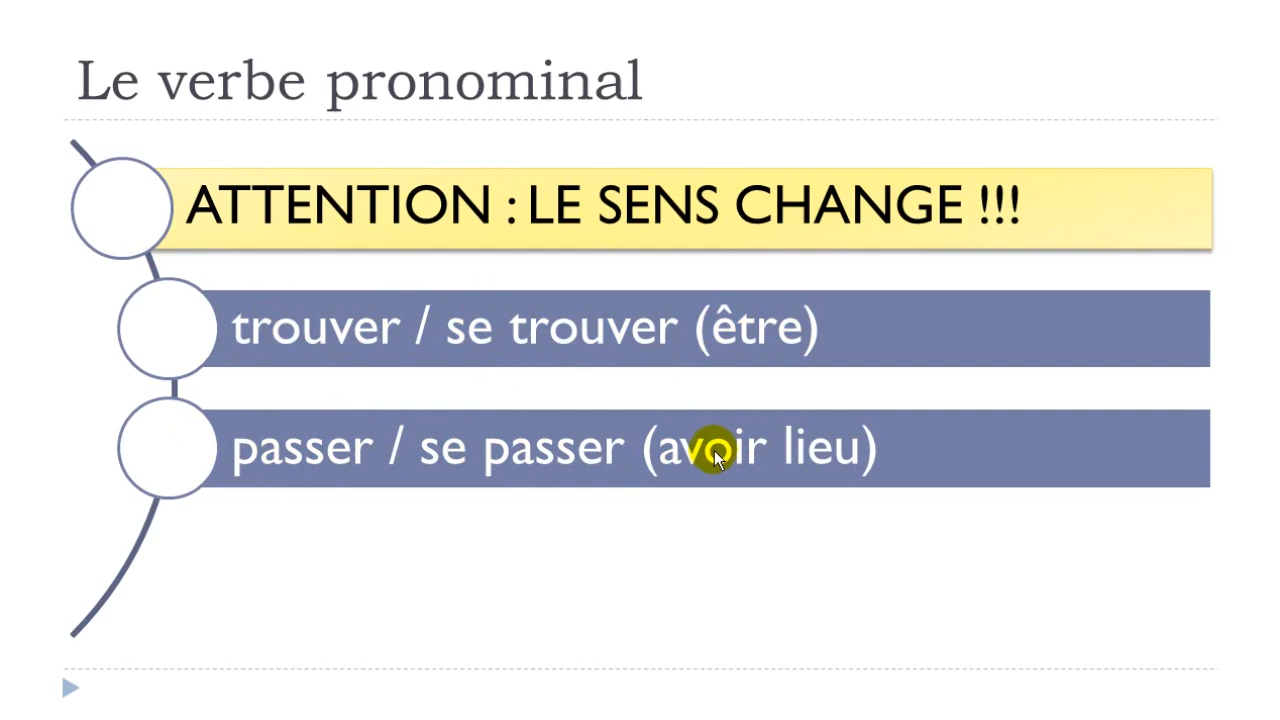 Le verbe pronominal
ATTENTION : LE SENS CHANGE !!!
trouver / se trouver (être)
passer / se passer (avoir lieu)